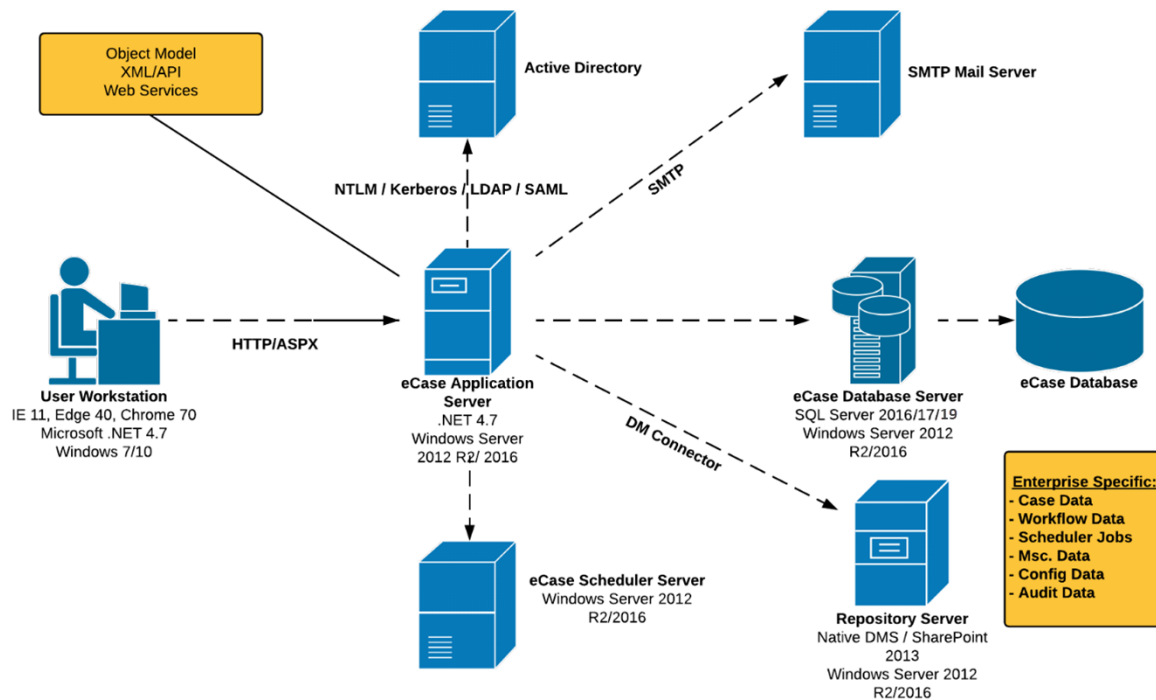 Object Model
XML/API
Web Services
Active Directory
SMTP Mail Server
NTLM / Kerberos / LDAP / SAML
SMTP
HTTP/ASPX
User Workstation
IE 11, Edge 40, Chrome 70
Microsoft .NET 4.7
Windows 7/10
eCase Application
Server
.NET 4.7
Windows Server
2012 R2/ 2016
eCase Database Server
SQL Server 2016/17/19
Windows Server 2012
R2/2016
eCase Database
DM Connector
Enterprise Specific:
- Case Data
- Workflow Data
- Scheduler Jobs
- Msc. Data
- Config Data
- Audit Data
eCase Scheduler Server
Windows Server 2012
R2/2016
Repository Server
Native DMS / SharePoint
2013
Windows Server 2012
R2/2016